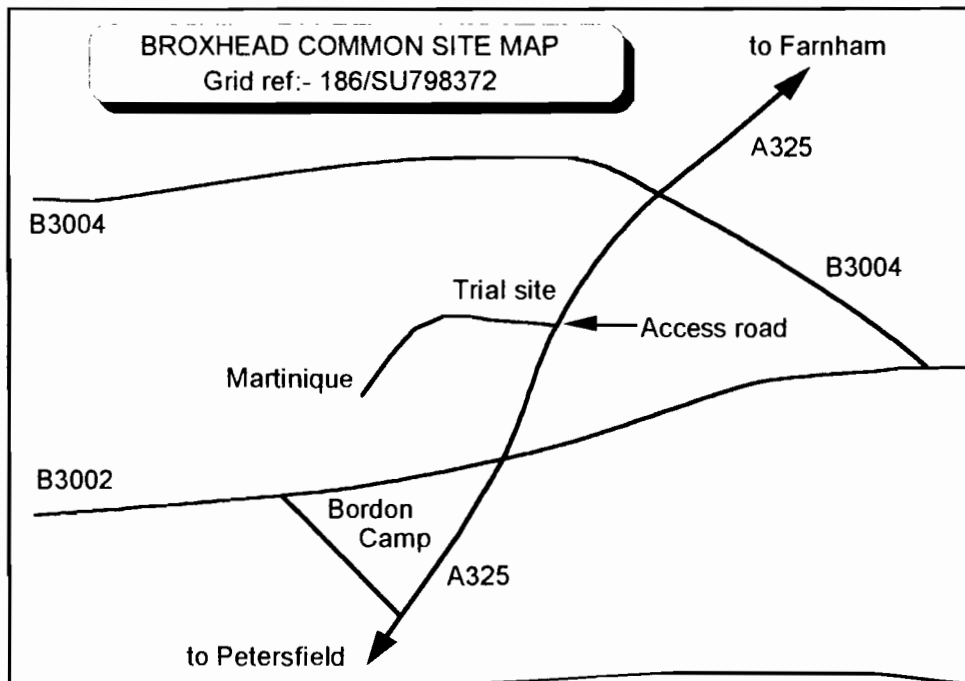 BROXHEAD COMMON SITE MAP
Grid ref:- 186/SU798372
to Farnham
A325
B3004
B3004
Trial site
Access road
Martinique
B3002
Bordon
Camp
A325
to Petersfield